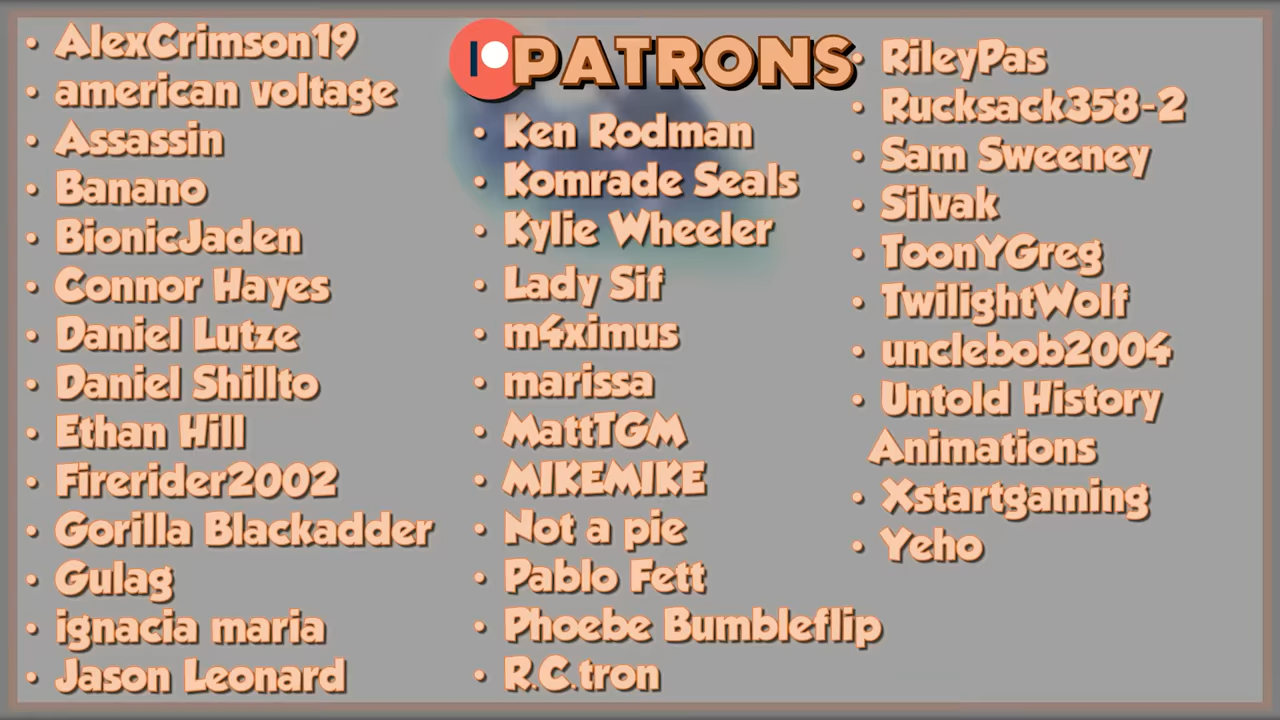 PATRONS
• AlexCrimson19
• american voltage
• Assassin
• Banano
• BionicJaden
• Connor Hayes
• Daniel Lutze
• Daniel Shillto
• Ethan Hill
• Firerider2002
• Gorilla Blackadder
• Gulag
• ignacia maria
• Jason Leonard
• Ken Rodman
• Komrade Seals
• Kylie Wheeler
• Lady Sif
• m4ximus
• marissa
• MattTGM
• MIKEMIKE
• Not a pie
• Pablo Fett
• Phoebe Bumbleflip
• R.C.tron
• RileyPas
• Rucksack358-2
• Sam Sweeney
• Silvak
• ToonYGreg
• TwilightWolf
• unclebob2004
• Untold History
Animations
• Xstartgaming
• Yeho